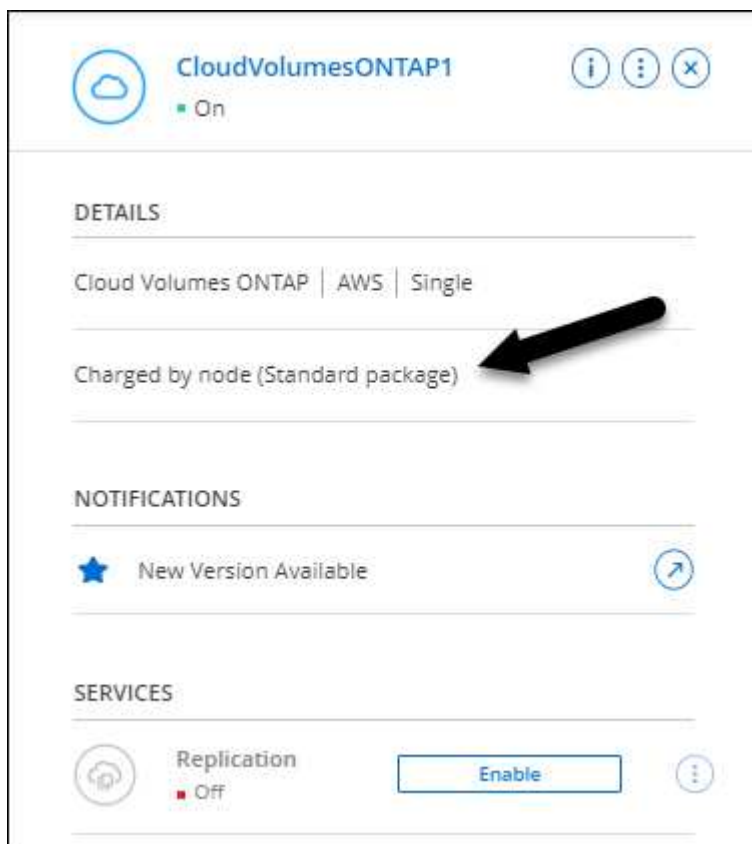 CloudVolumesONTAP1
On
DETAILS
Cloud Volumes ONTAP | AWS | Single
Charged by node (Standard package)
NOTIFICATIONS
New Version Available
SERVICES
Replication
Enable
Off